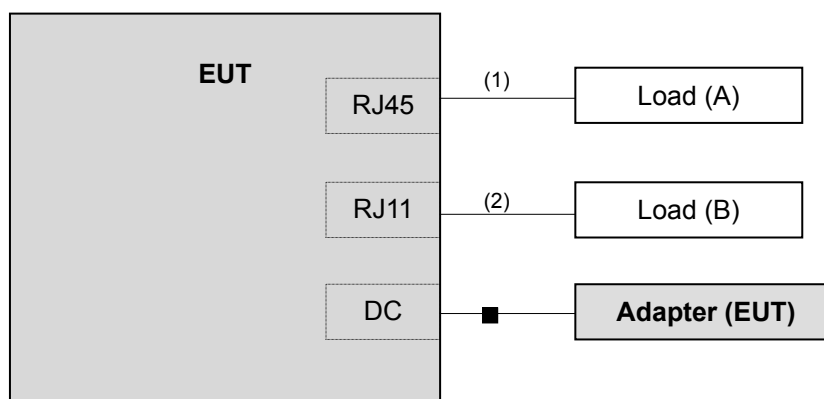 EUT
RJ45
(1)
Load (A)
RJ11
(2)
Load (B)
DC
Adapter (EUT)